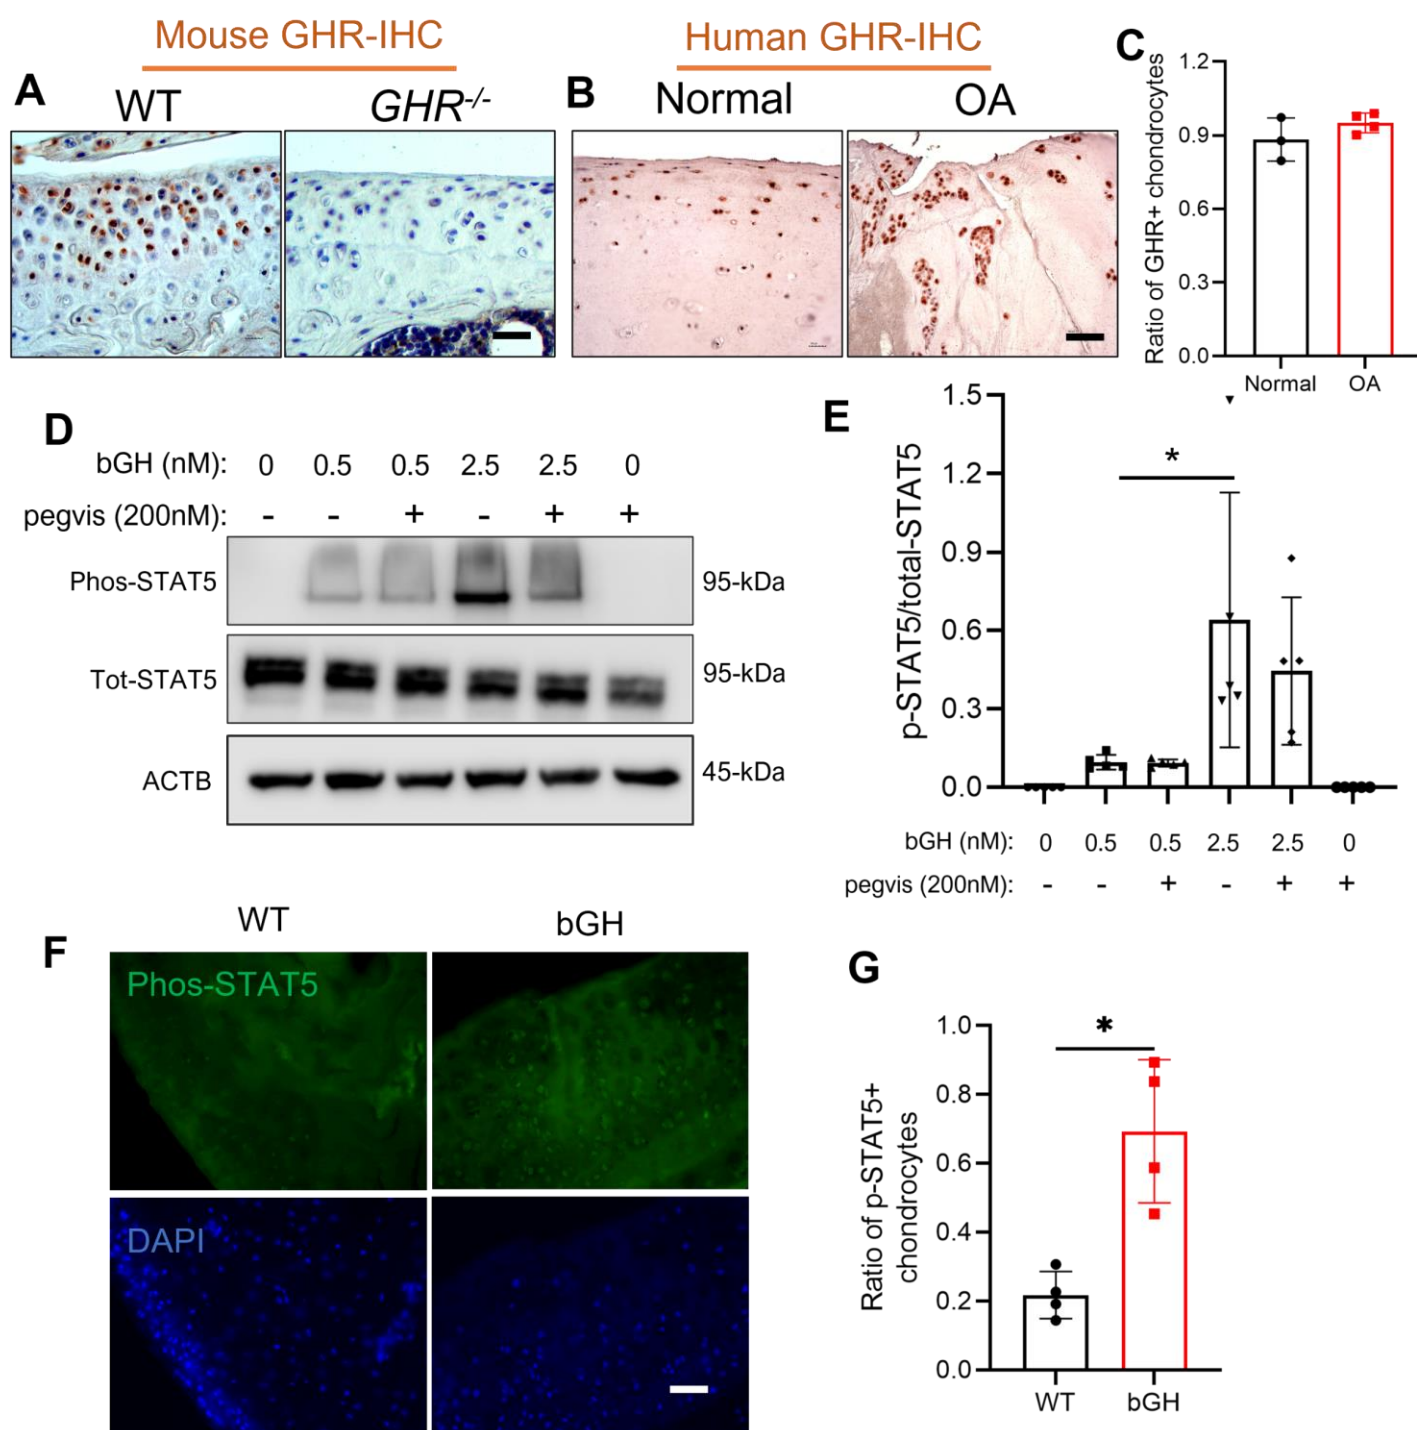 Mouse GHR-IHC
Human GHR-IHC
A
WT
GHR-/-
B
Normal
OA
C
Ratio of GHR+ chondrocytes
1.2
0.9
0.6
0.3
0.0
Normal
OA
D
bGH (nM): 0 0.5 0.5 2.5 2.5 0
pegvis (200nM): - - + - + +
Phos-STAT5
95-kDa
Tot-STAT5
95-kDa
ACTB
45-kDa
E
p-STAT5/total-STAT5
1.5
1.2
0.9
0.6
0.3
0.0
*
bGH (nM): 0 0.5 0.5 2.5 2.5 0
pegvis (200nM): - - + - + +
F
WT
bGH
Phos-STAT5
DAPI
G
Ratio of p-STAT5+
chondrocytes
1.0
0.8
0.6
0.4
0.2
0.0
*
WT
bGH